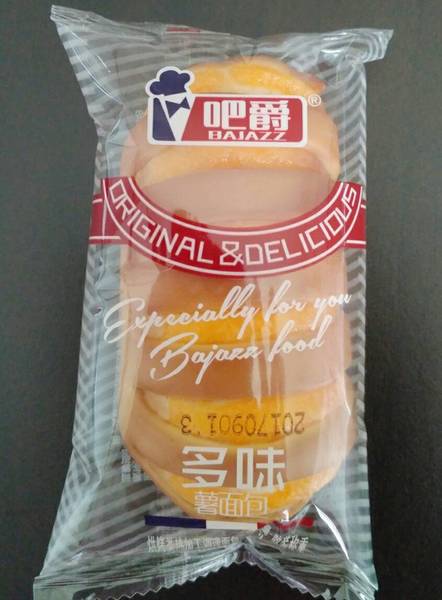 吧爵®
BAJAZZ
ORIGINAL & DELICIOUS
Especially for you
Bajazz food
20170901 3
多味
薯面包